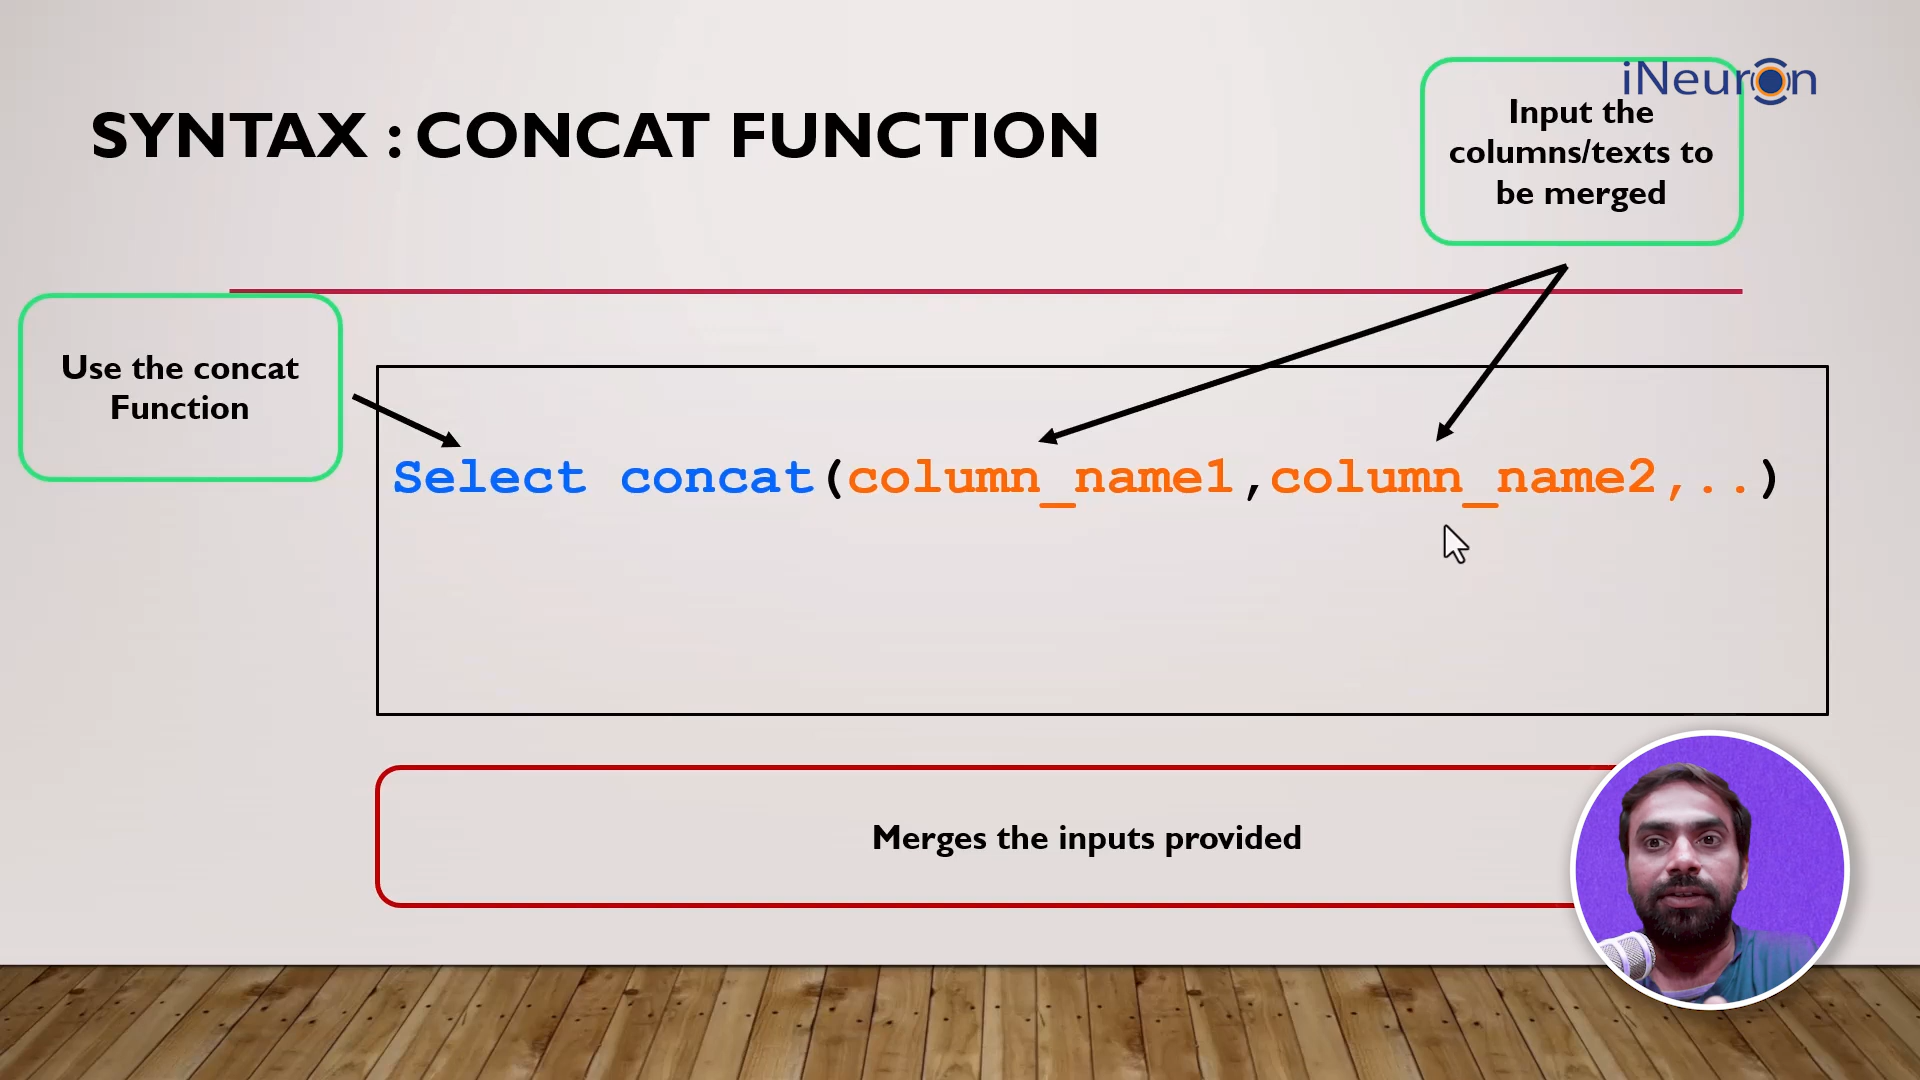 iNeuron
SYNTAX : CONCAT FUNCTION
Input the
columns/texts to
be merged
Use the concat
Function
Select concat(column_name1,column_name2,..)
Merges the inputs provided